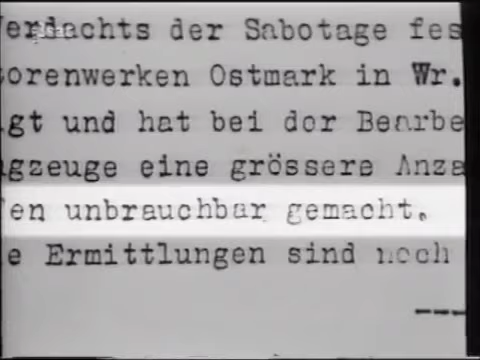 Verdachts der Sabotage fes
orenwerken Ostmark in Wr.
gt und hat bei der Bearbe
gzeuge eine grössere Anza
en unbrauchbar gemacht.
e Ermittlungen sind noch
---